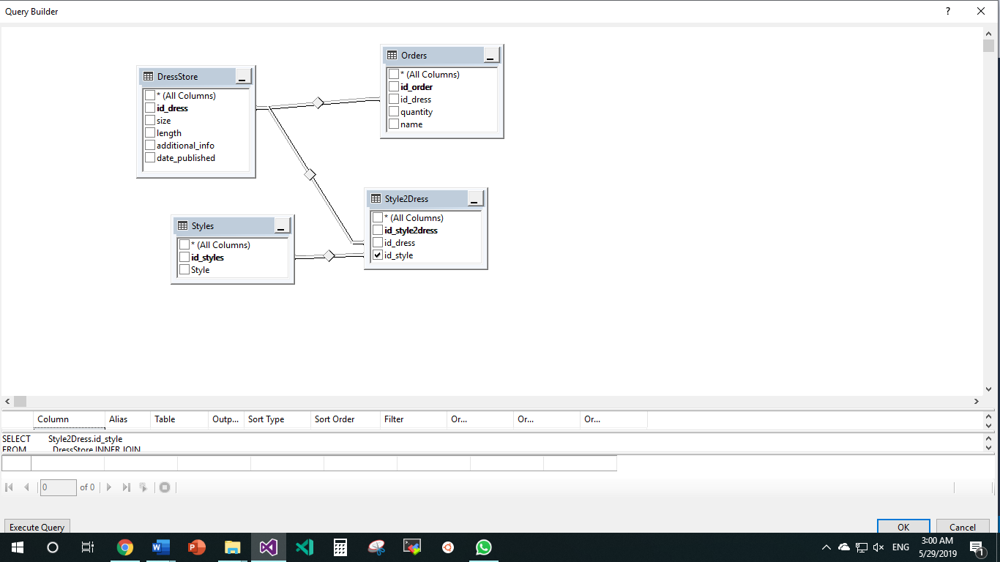 Query Builder
?
DressStore
* (All Columns)
id_dress
size
length
additional_info
date_published
Orders
* (All Columns)
id_order
id_dress
quantity
name
Styles
* (All Columns)
id_styles
Style
Style2Dress
* (All Columns)
id_style2dress
id_dress
id_style
Column Alias Table Outp... Sort Type Sort Order Filter Or... Or... Or...
SELECT Style2Dress.id_style
FROM DressStore INNER JOIN
0 of 0
Execute Query OK Cancel
ENG 3:00 AM
5/29/2019
1